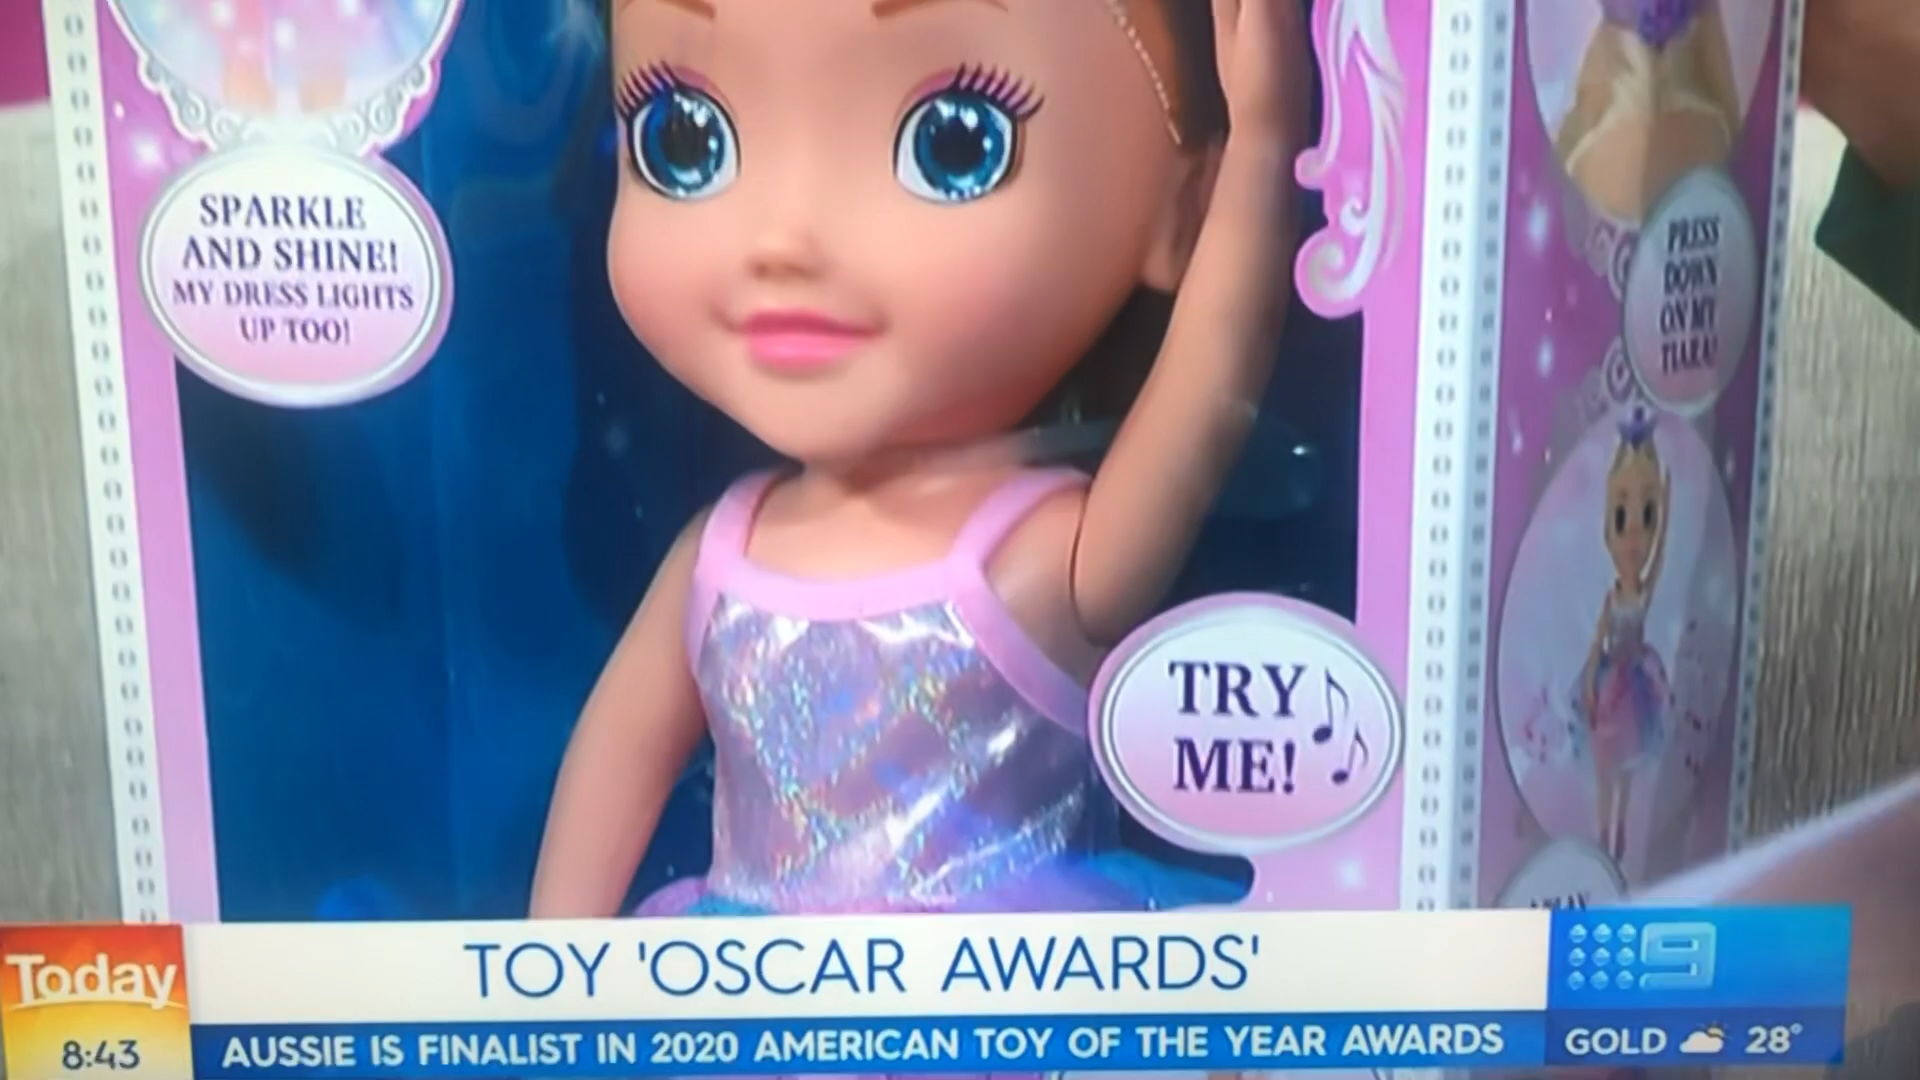 SPARKLE
AND SHINE!
MY DRESS LIGHTS
UP TOO!
PRESS
DOWN
ON MY
TIARA!
TRY
ME!
TOY 'OSCAR AWARDS'
9
Today
8:43
AUSSIE IS FINALIST IN 2020 AMERICAN TOY OF THE YEAR AWARDS
GOLD 28°